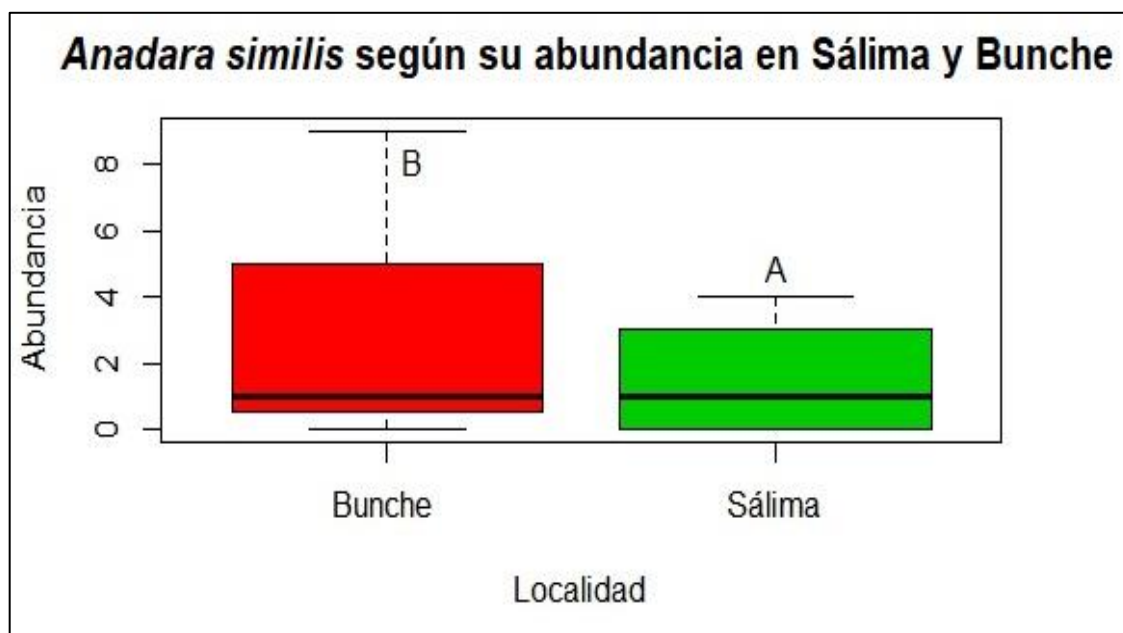 Anadara similis según su abundancia en Sálima y Bunche
Abundancia
8
6
4
2
0
B
A
Bunche
Sálima
Localidad